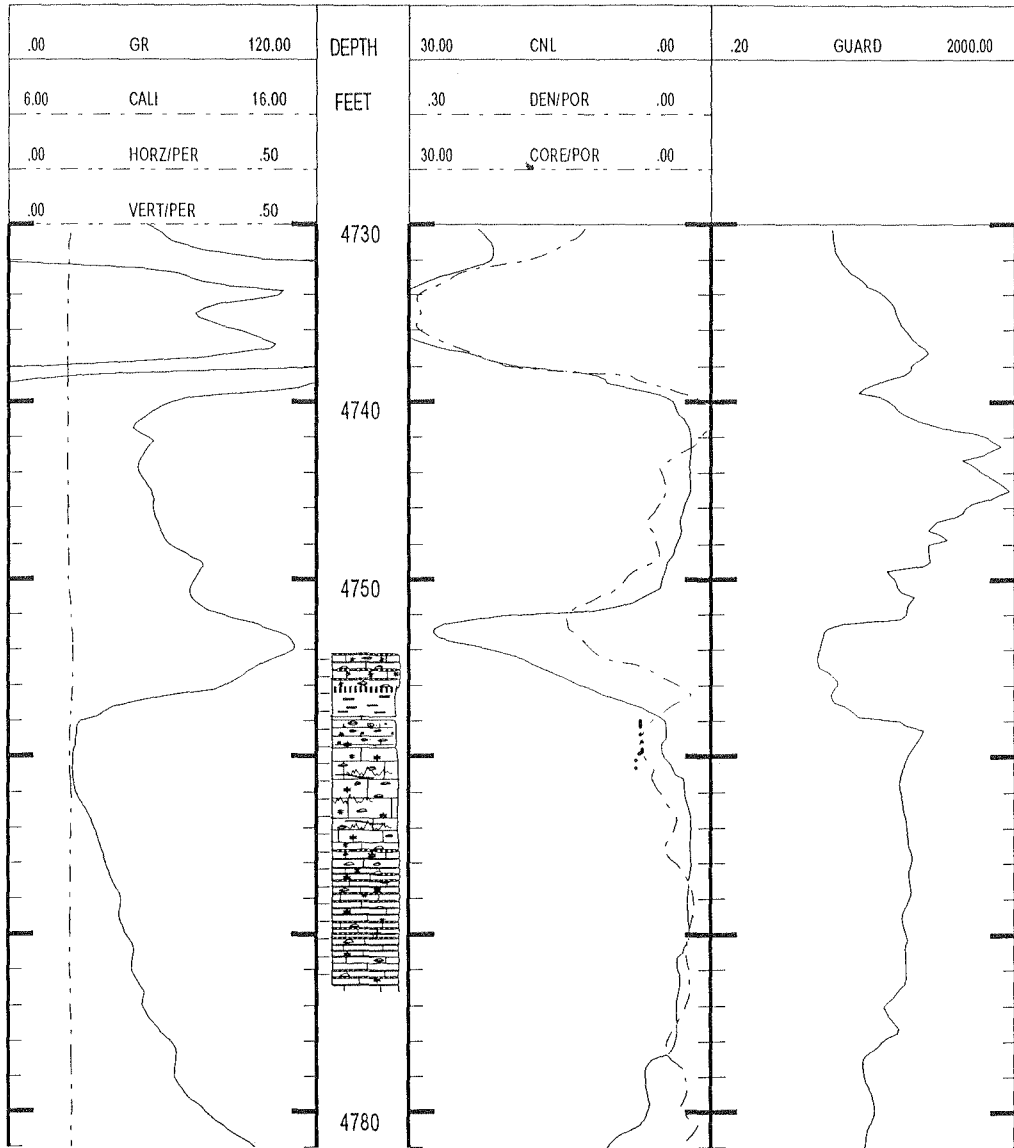 .00 GR 120.00 DEPTH 30.00 CNL .00 .20 GUARD 2000.00
6.00 CALI 16.00 FEET .30 DEN/POR .00
.00 HORZ/PER .50 30.00 CORE/POR .00
.00 VERT/PER .50
4730
4740
4750
4780